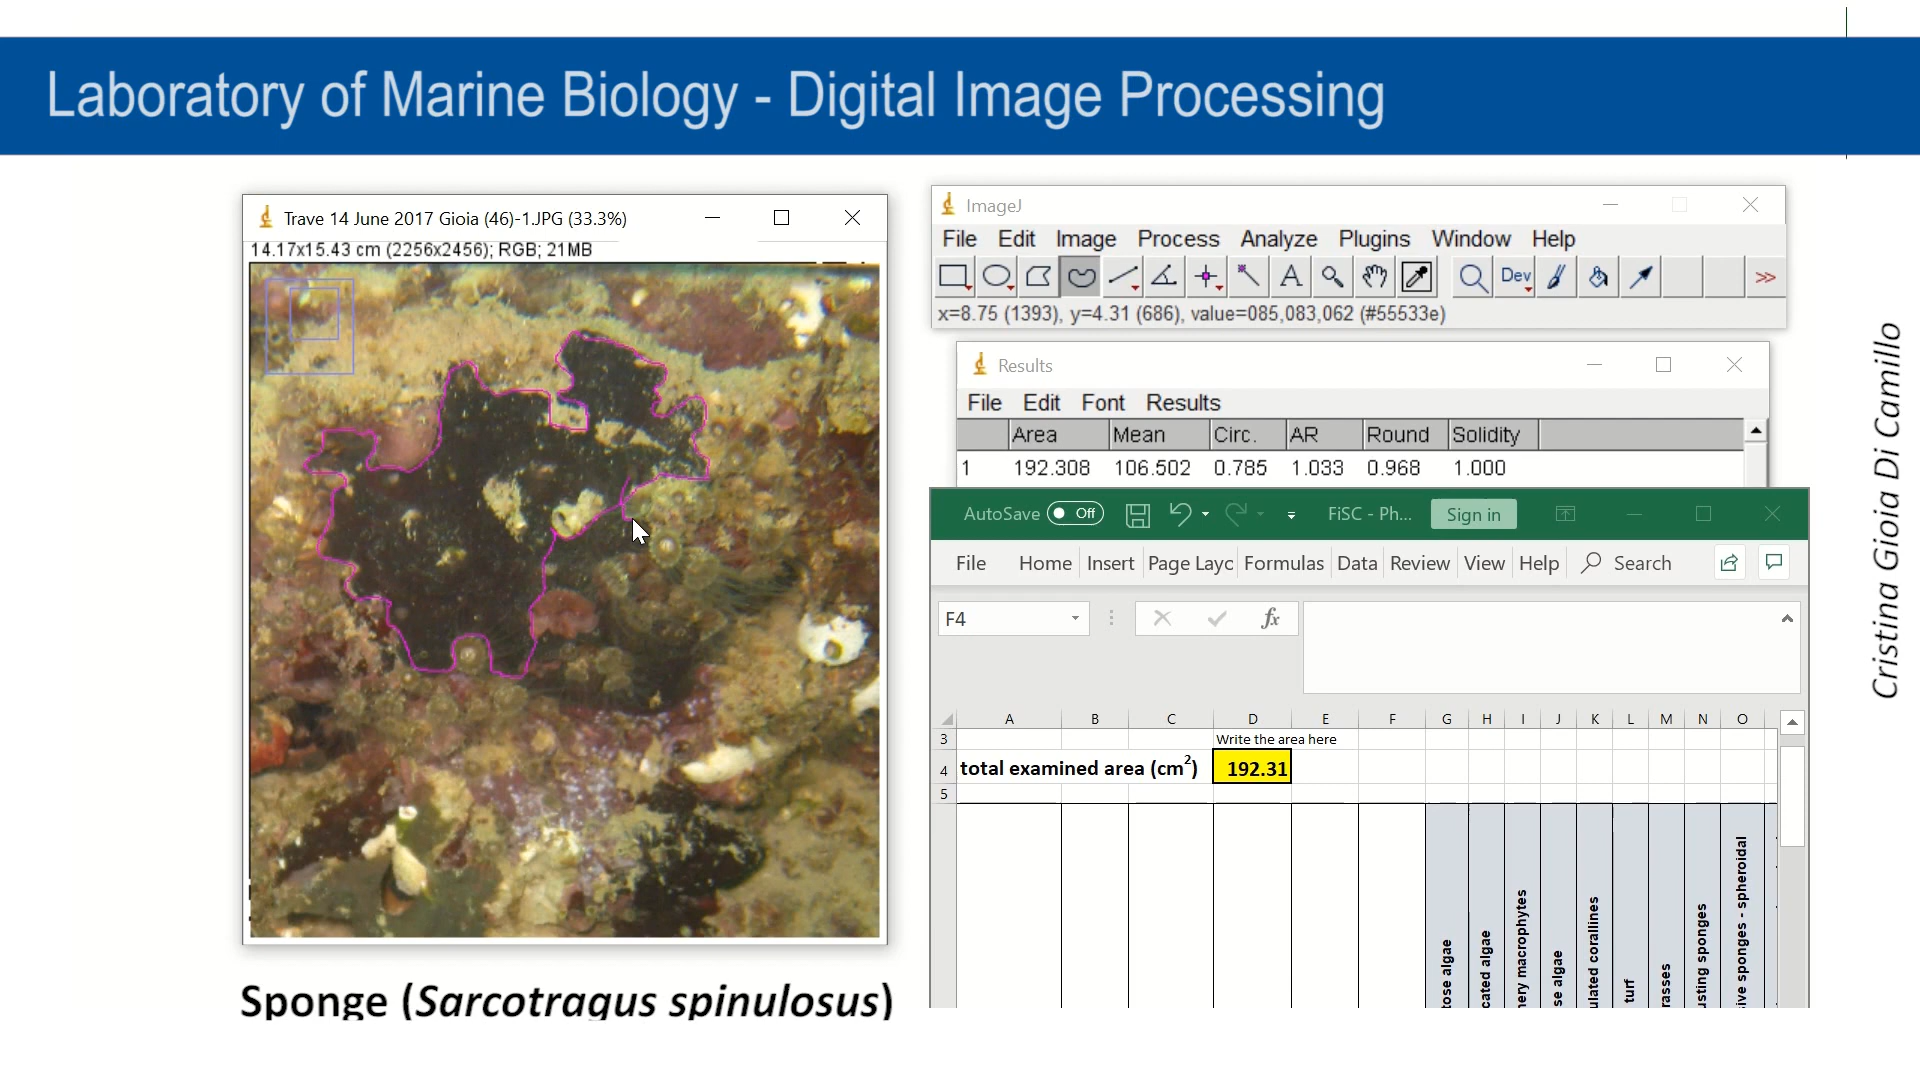 Laboratory of Marine Biology - Digital Image Processing
Trave 14 June 2017 Gioia (46)-1.JPG (33.3%)
14.17x15.43 cm (2256x2456); RGB; 21MB
Sponge (Sarcotragus spinulosus)
ImageJ
File Edit Image Process Analyze Plugins Window Help
A Dev >>
x=8.75 (1393), y=4.31 (686), value=085,083,062 (#55533e)
Results
File Edit Font Results
Area Mean Circ. AR Round Solidity
1 192.308 106.502 0.785 1.033 0.968 1.000
AutoSave Off FiSC - Ph... Sign in
File Home Insert Page Layc Formulas Data Review View Help Search
F4 fx
A B C D E F G H I J K L M N O
3 Write the area here
4 total examined area (cm2) 192.31
5
tose algae
cated algae
nery macrophytes
se algae
ulated corallines
turf
rasses
usting sponges
ive sponges - spheroidal
Cristina Gioia Di Camillo